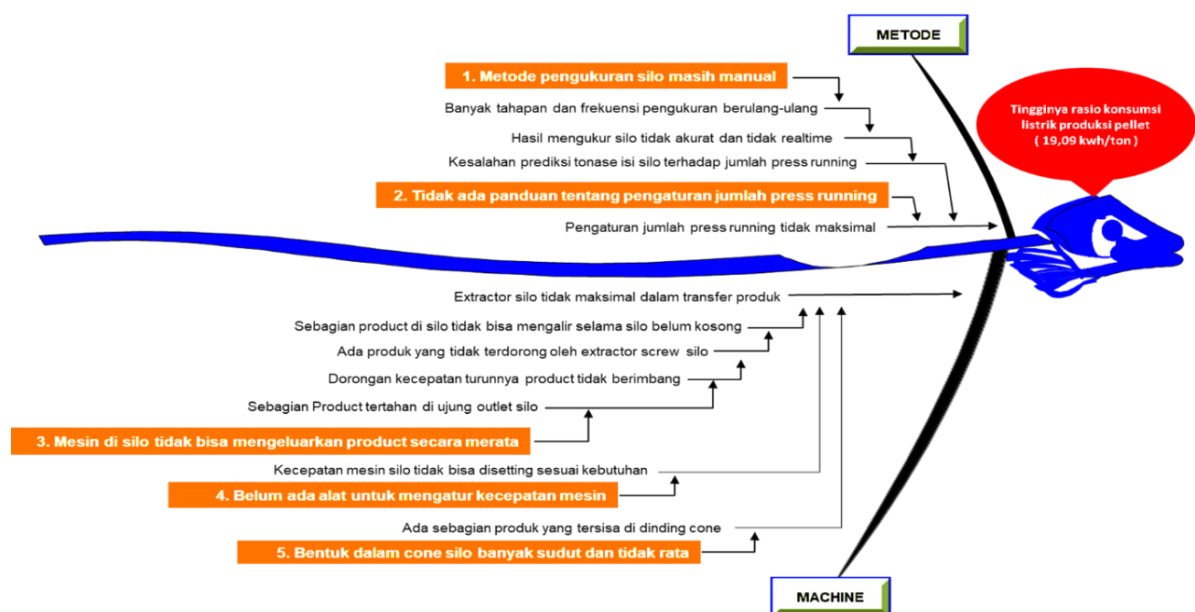 METODE
1. Metode pengukuran silo masih manual
Banyak tahapan dan frekuensi pengukuran berulang-ulang
Hasil mengukur silo tidak akurat dan tidak realtime
Kesalahan prediksi tonase isi silo terhadap jumlah press running
2. Tidak ada panduan tentang pengaturan jumlah press running
Pengaturan jumlah press running tidak maksimal
Tingginya rasio konsumsi
listrik produksi pellet
( 19,09 kwh/ton )
Extractor silo tidak maksimal dalam transfer produk
Sebagian product di silo tidak bisa mengalir selama silo belum kosong
Ada produk yang tidak terdorong oleh extractor screw silo
Dorongan kecepatan turunnya product tidak berimbang
Sebagian Product tertahan di ujung outlet silo
3. Mesin di silo tidak bisa mengeluarkan product secara merata
Kecepatan mesin silo tidak bisa disetting sesuai kebutuhan
4. Belum ada alat untuk mengatur kecepatan mesin
Ada sebagian produk yang tersisa di dinding cone
5. Bentuk dalam cone silo banyak sudut dan tidak rata
MACHINE